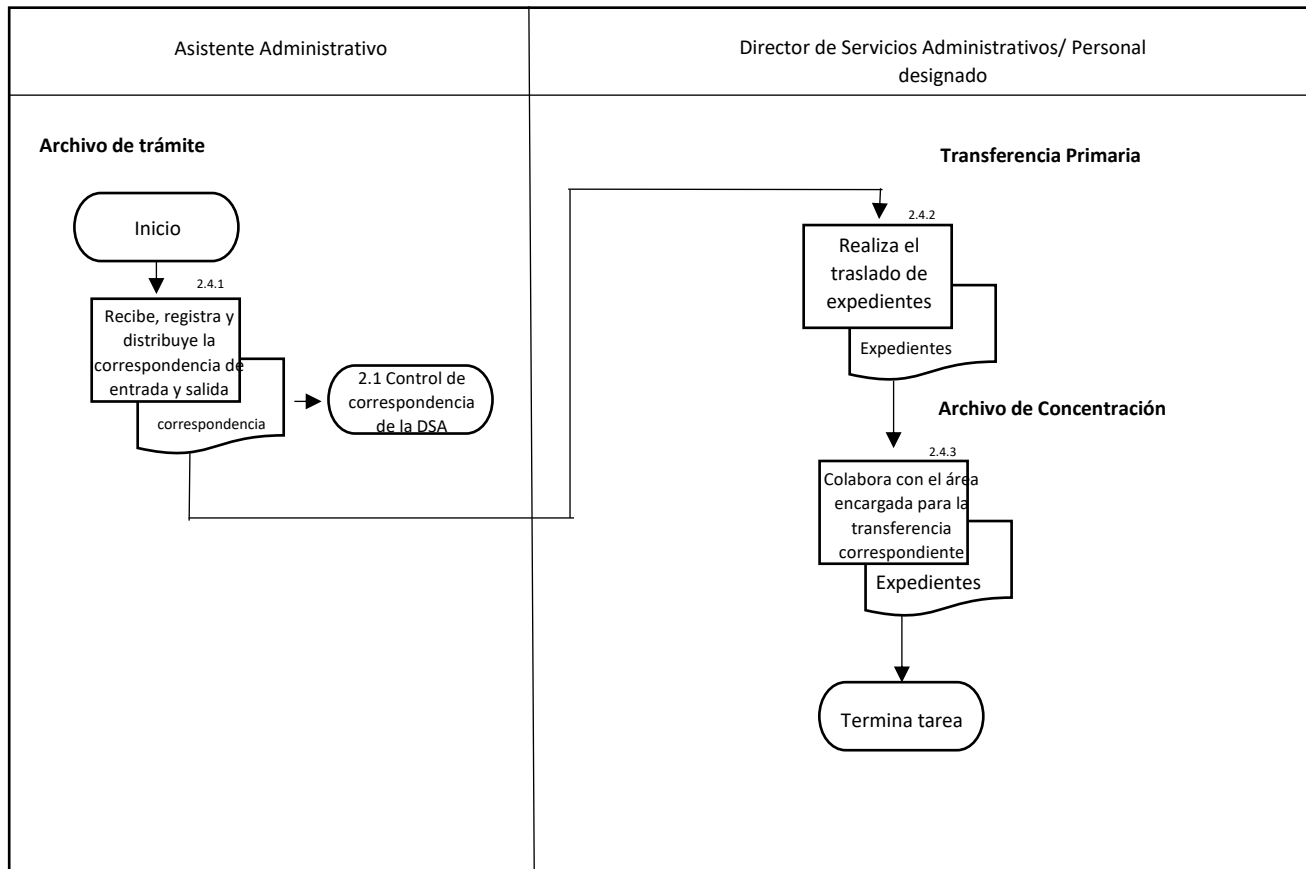 Asistente Administrativo
Director de Servicios Administrativos/ Personal
designado
Archivo de trámite
Inicio
2.4.1
Recibe, registra y
distribuye la
correspondencia de
entrada y salida
correspondencia
2.1 Control de
correspondencia
de la DSA
Transferencia Primaria
2.4.2
Realiza el
traslado de
expedientes
Expedientes
Archivo de Concentración
2.4.3
Colabora con el área
encargada para la
transferencia
correspondiente
Expedientes
Termina tarea